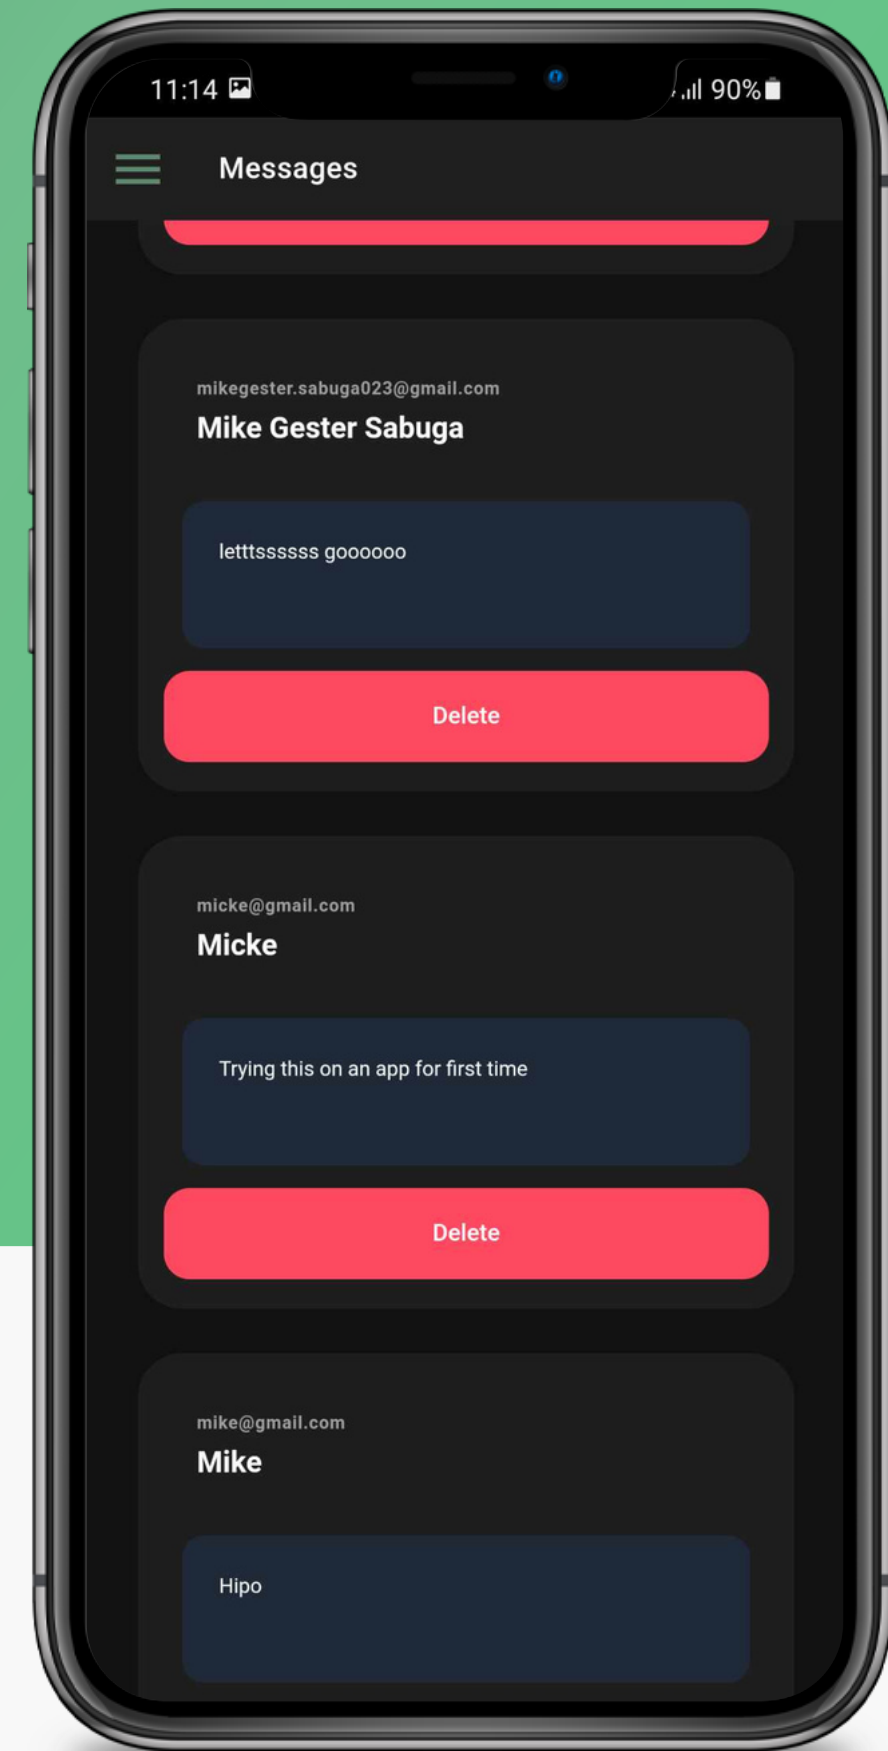 11:14
90%
Messages
mikegester.sabuga023@gmail.com
Mike Gester Sabuga
letttssssss goooooo
Delete
micke@gmail.com
Micke
Trying this on an app for first time
Delete
mike@gmail.com
Mike
Hipo